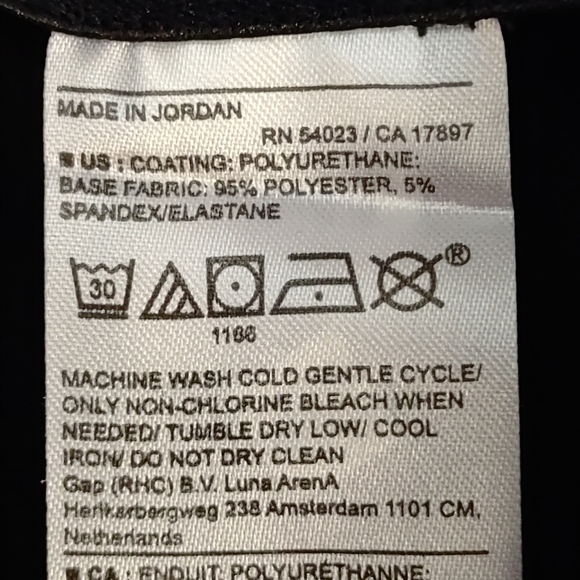 MADE IN JORDAN
RN 54023 / CA 17897
US : COATING: POLYURETHANE:
BASE FABRIC: 95% POLYESTER, 5%
SPANDEX/ELASTANE
30
®
1166
MACHINE WASH COLD GENTLE CYCLE/
ONLY NON-CHLORINE BLEACH WHEN
NEEDED/ TUMBLE DRY LOW/ COOL
IRON/ DO NOT DRY CLEAN
Gap (RHC) B.V. Luna ArenA
Herikerbergweg 238 Amsterdam 1101 CM,
Netherlands
CA : ENDUIT: POLYURÉTHANNE: